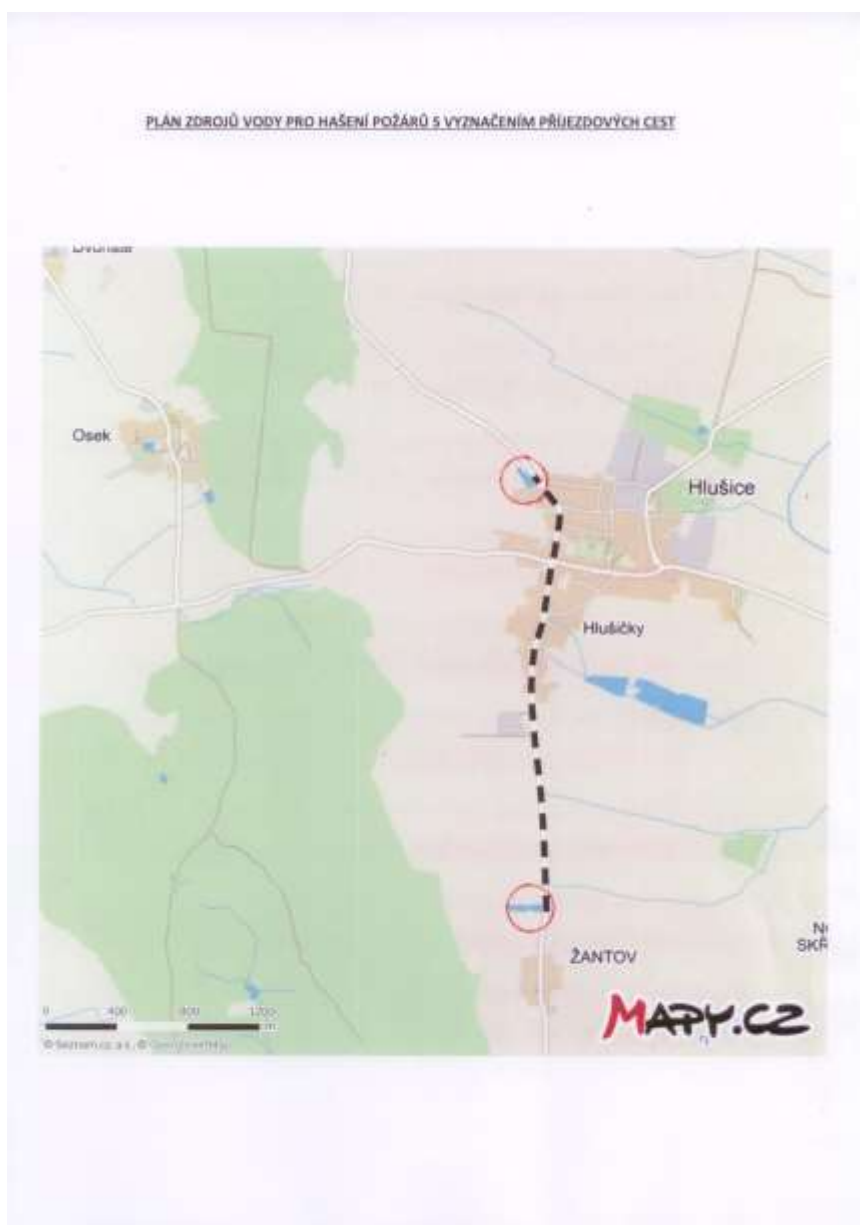 PLÁN ZDROJŮ VODY PRO HAŠENÍ POŽÁRŮ S VYZNAČENÍM PŘÍJEZDOVÝCH CEST
Osek
Hlušice
Hlušičky
ŽANTOV
SKŘ
0 400 800 1200
m
MAPY.CZ
© Seznam.cz, a.s., ©